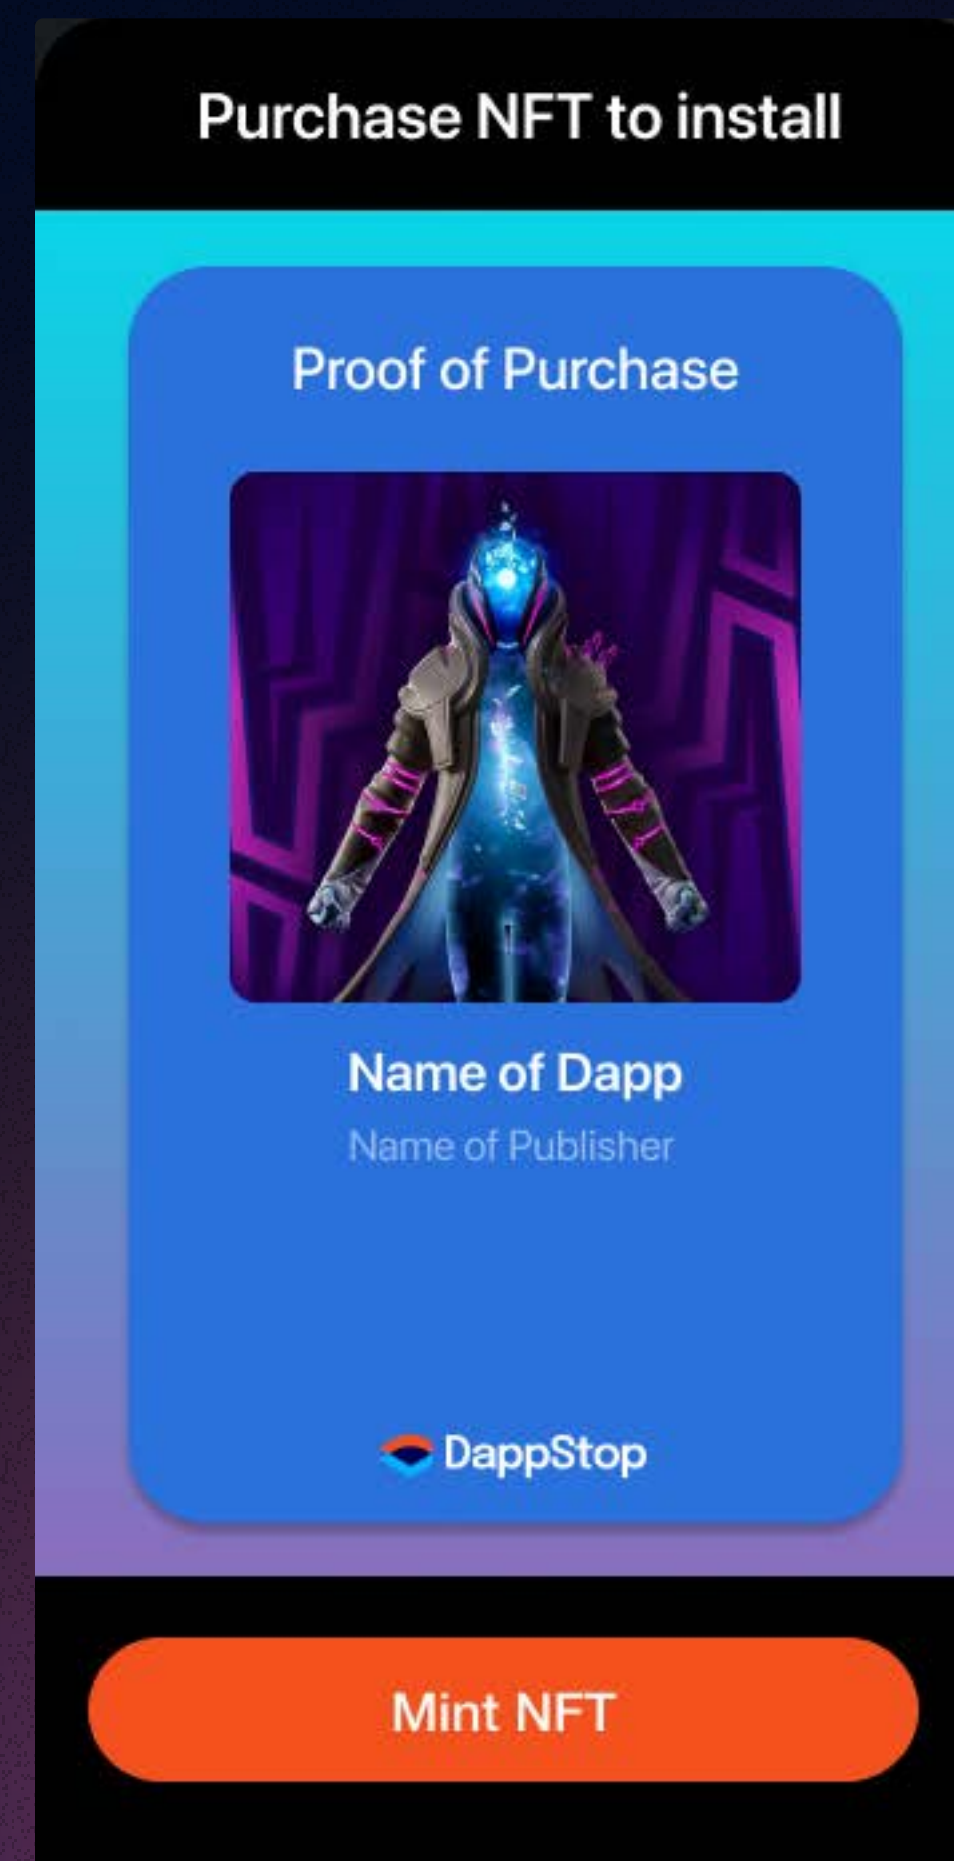 Purchase NFT to install
Proof of Purchase
Name of Dapp
Name of Publisher
DappStop
Mint NFT